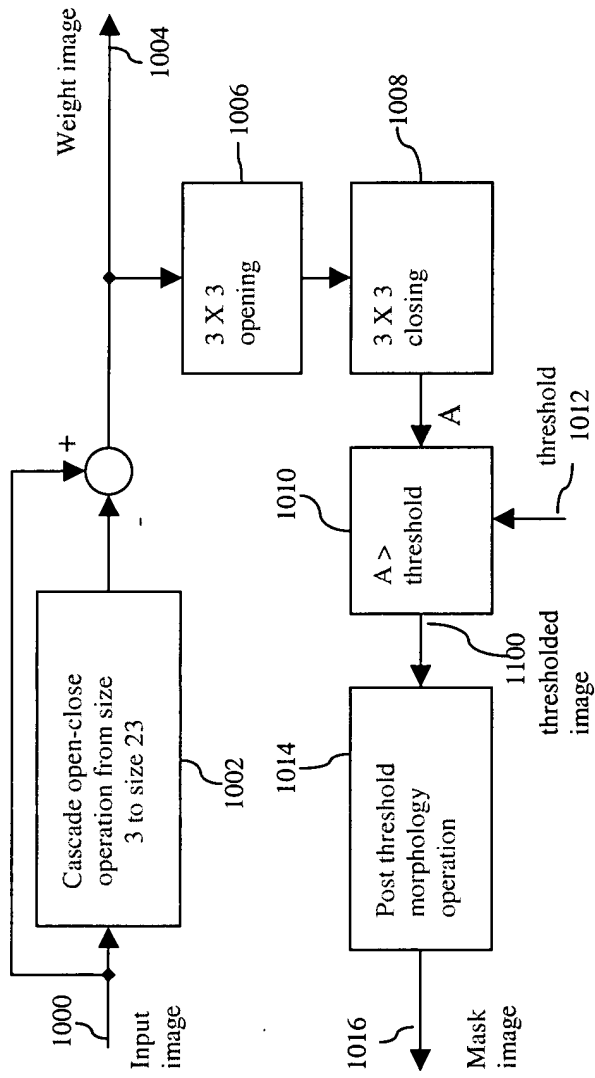 1000
Input
image
Cascade open-close
operation from size
3 to size 23
1002
+
-
Weight image
1004
3 X 3
opening
1006
3 X 3
closing
1008
A
A >
threshold
1010
threshold
1012
1100
thresholded
image
Post threshold
morphology
operation
1014
1016
Mask
image